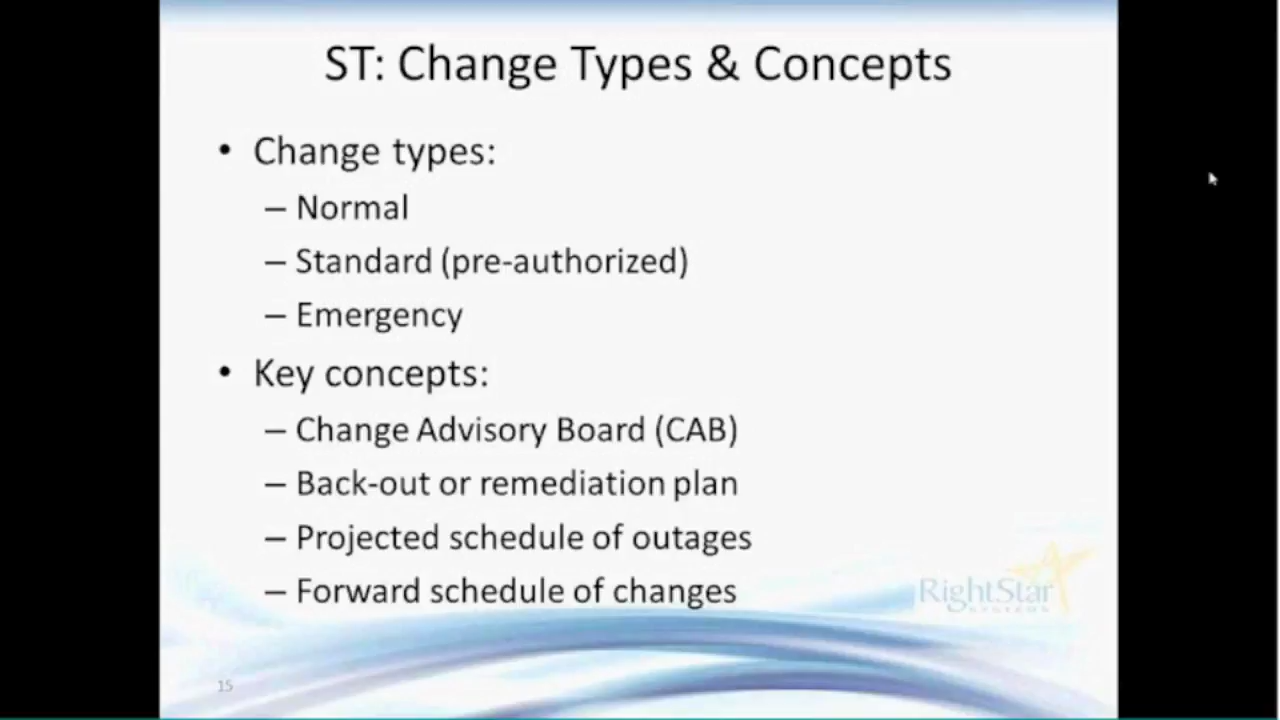 ST: Change Types & Concepts
• Change types:
– Normal
– Standard (pre-authorized)
– Emergency
• Key concepts:
– Change Advisory Board (CAB)
– Back-out or remediation plan
– Projected schedule of outages
– Forward schedule of changes
RightStar
SYSTEMS
15